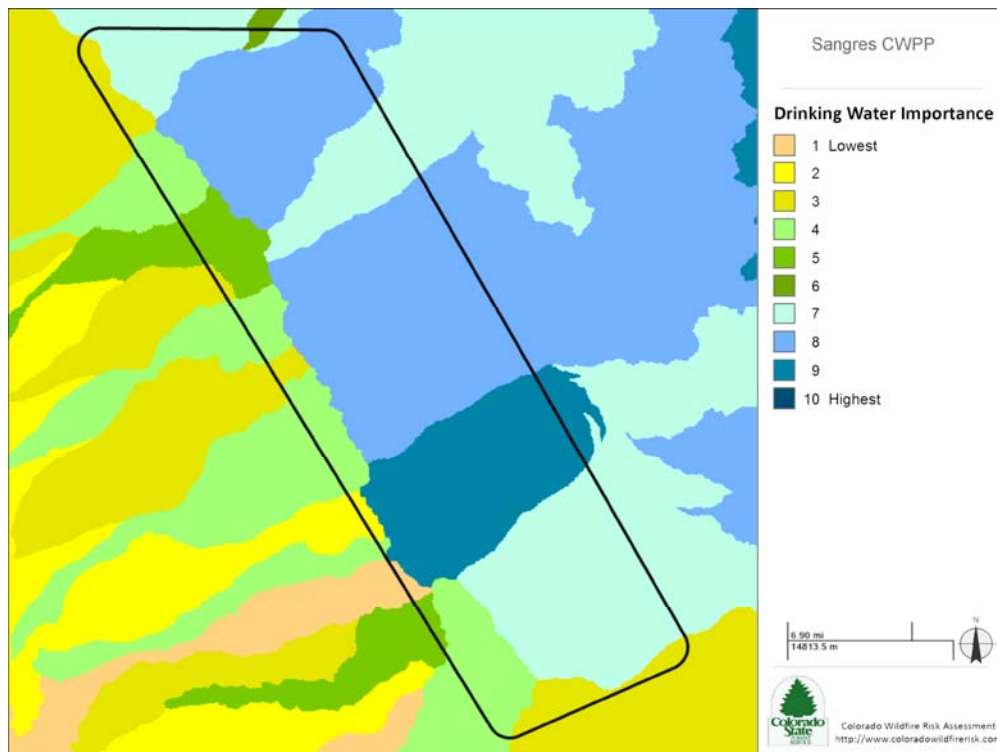 Sangres CWPP
Drinking Water Importance
1 Lowest
2
3
4
5
6
7
8
9
10 Highest
6.90 mi
14813.5 m
N
Colorado
State
Colorado Wildfire Risk Assessment
http://www.coloradowildfirerisk.com